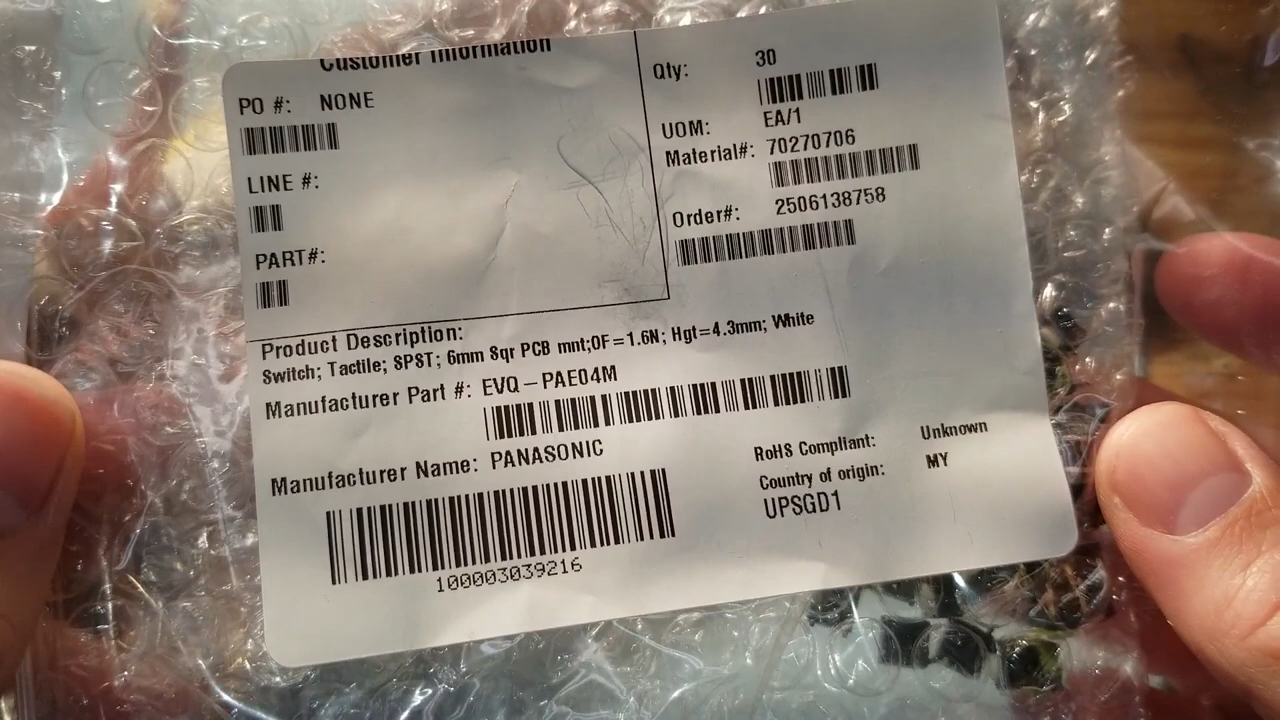 Customer Information
PO #: NONE
LINE #:
PART#:
Qty: 30
UOM: EA/1
Material#: 70270706
Order#: 2506138758
Product Description:
Switch; Tactile; SPST; 6mm Sqr PCB mnt;OF=1.6N; Hgt=4.3mm; White
Manufacturer Part #: EVQ-PAE04M
Manufacturer Name: PANASONIC
100003039216
RoHS Compliant: Unknown
Country of origin: MY
UPSGD1